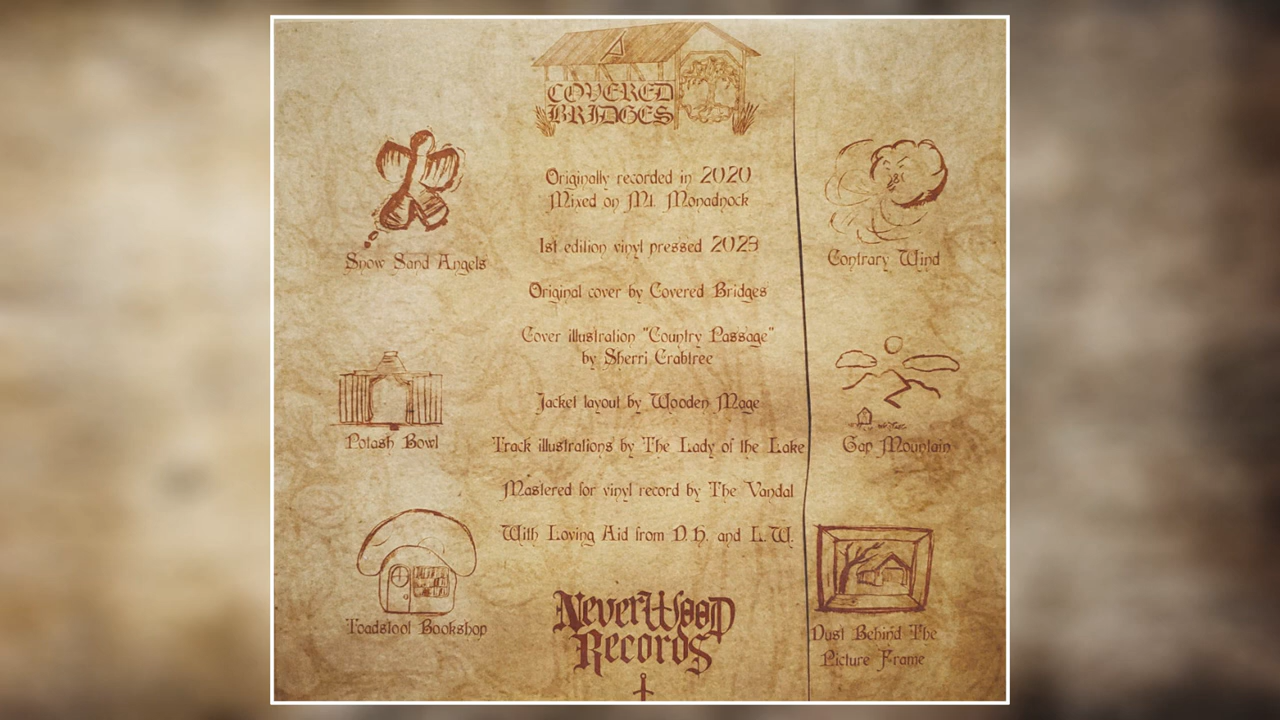 COVERED
BRIDGES
Snow Sand Angels
Potash Bowl
Toadstool Bookshop
Originally recorded in 2020
Mixed on Mt. Monadnock
1st edition vinyl pressed 2023
Original cover by Covered Bridges
Cover illustration "Country Passage"
by Sherri Crabtree
Jacket layout by Wooden Mage
Track illustrations by The Lady of the Lake
Mastered for vinyl record by The Vandal
With Loving Aid from D.H. and L.W.
NeverWood
Records
Contrary Wind
Gap Mountain
Dust Behind The
Picture Frame